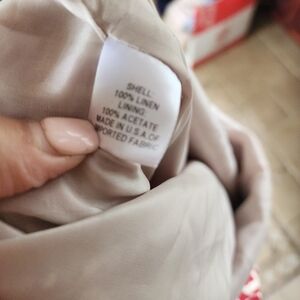 SHELL:
100% LINEN
LINING:
100% ACETATE
MADE IN U.S.A. OF
IMPORTED FABRIC